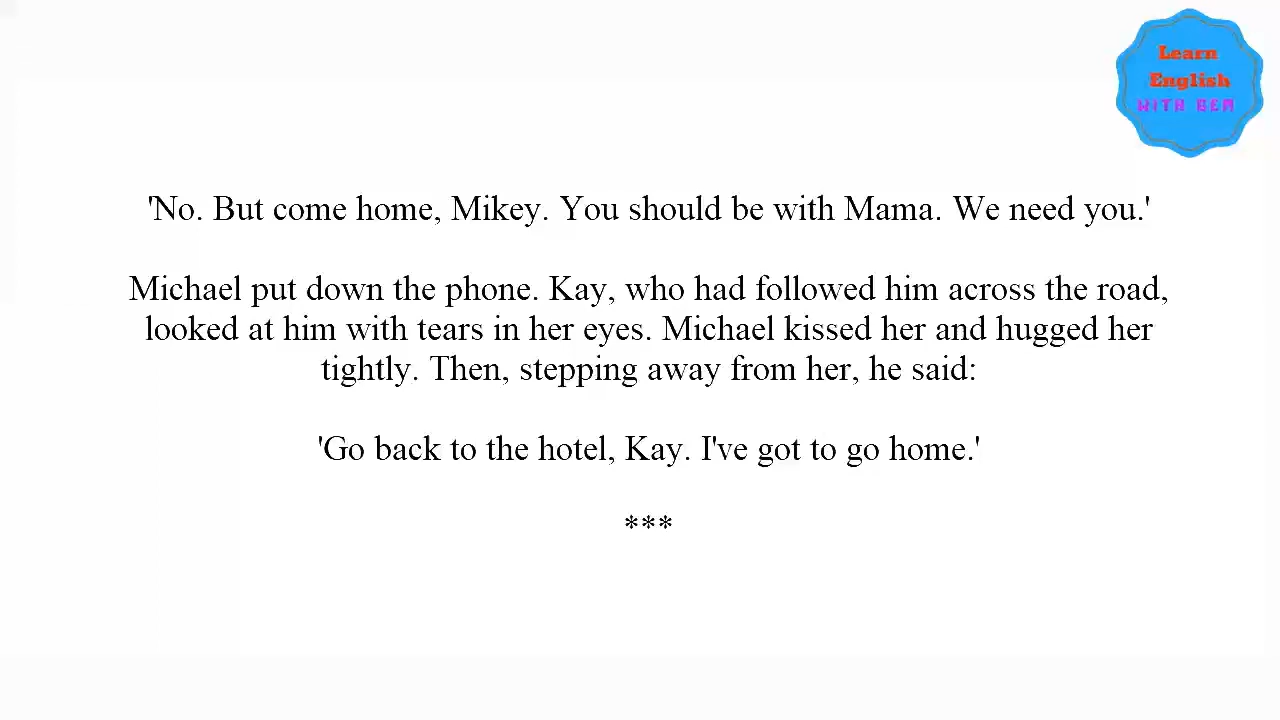 Learn
English
WITH BEN
'No. But come home, Mikey. You should be with Mama. We need you.'
Michael put down the phone. Kay, who had followed him across the road,
looked at him with tears in her eyes. Michael kissed her and hugged her
tightly. Then, stepping away from her, he said:
'Go back to the hotel, Kay. I've got to go home.'
***